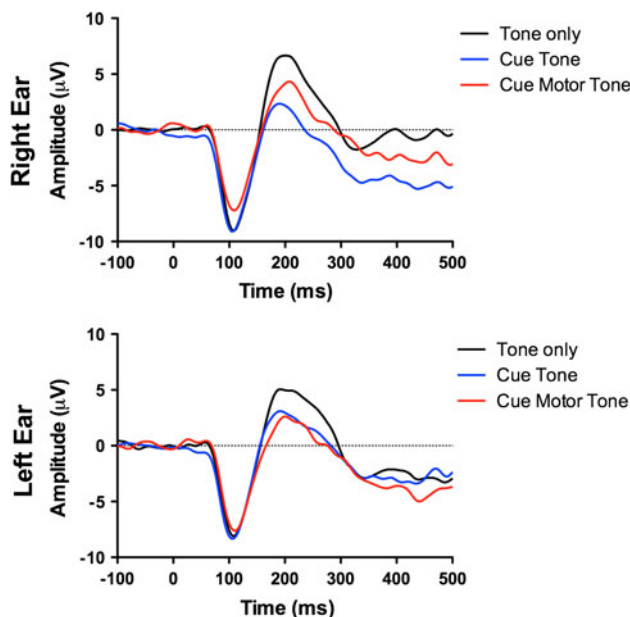 Right Ear
Amplitude (μV)
10
5
0
-5
-10
-100 0 100 200 300 400 500
Time (ms)
Tone only
Cue Tone
Cue Motor Tone
Left Ear
Amplitude (μV)
10
5
0
-5
-10
-100 0 100 200 300 400 500
Time (ms)
Tone only
Cue Tone
Cue Motor Tone